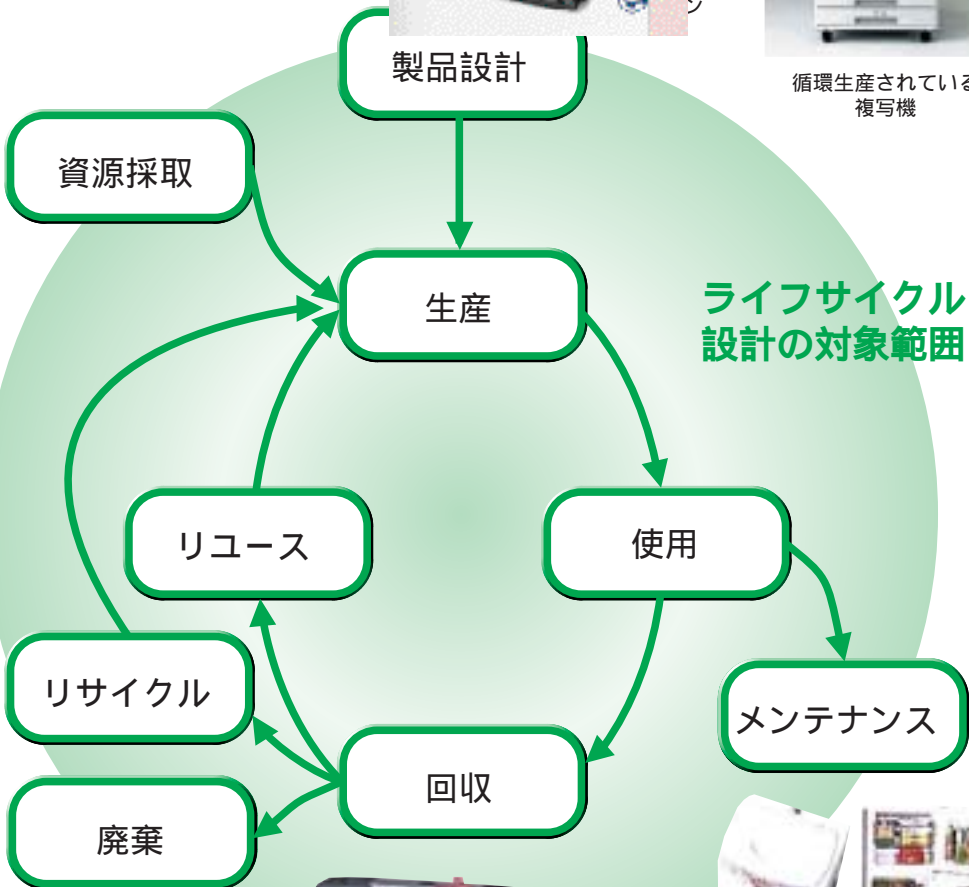 ン
製品設計
循環生産されている
複写機
資源採取
生産
ライフサイクル
設計の対象範囲
リユース
使用
リサイクル
メンテナンス
回収
廃棄